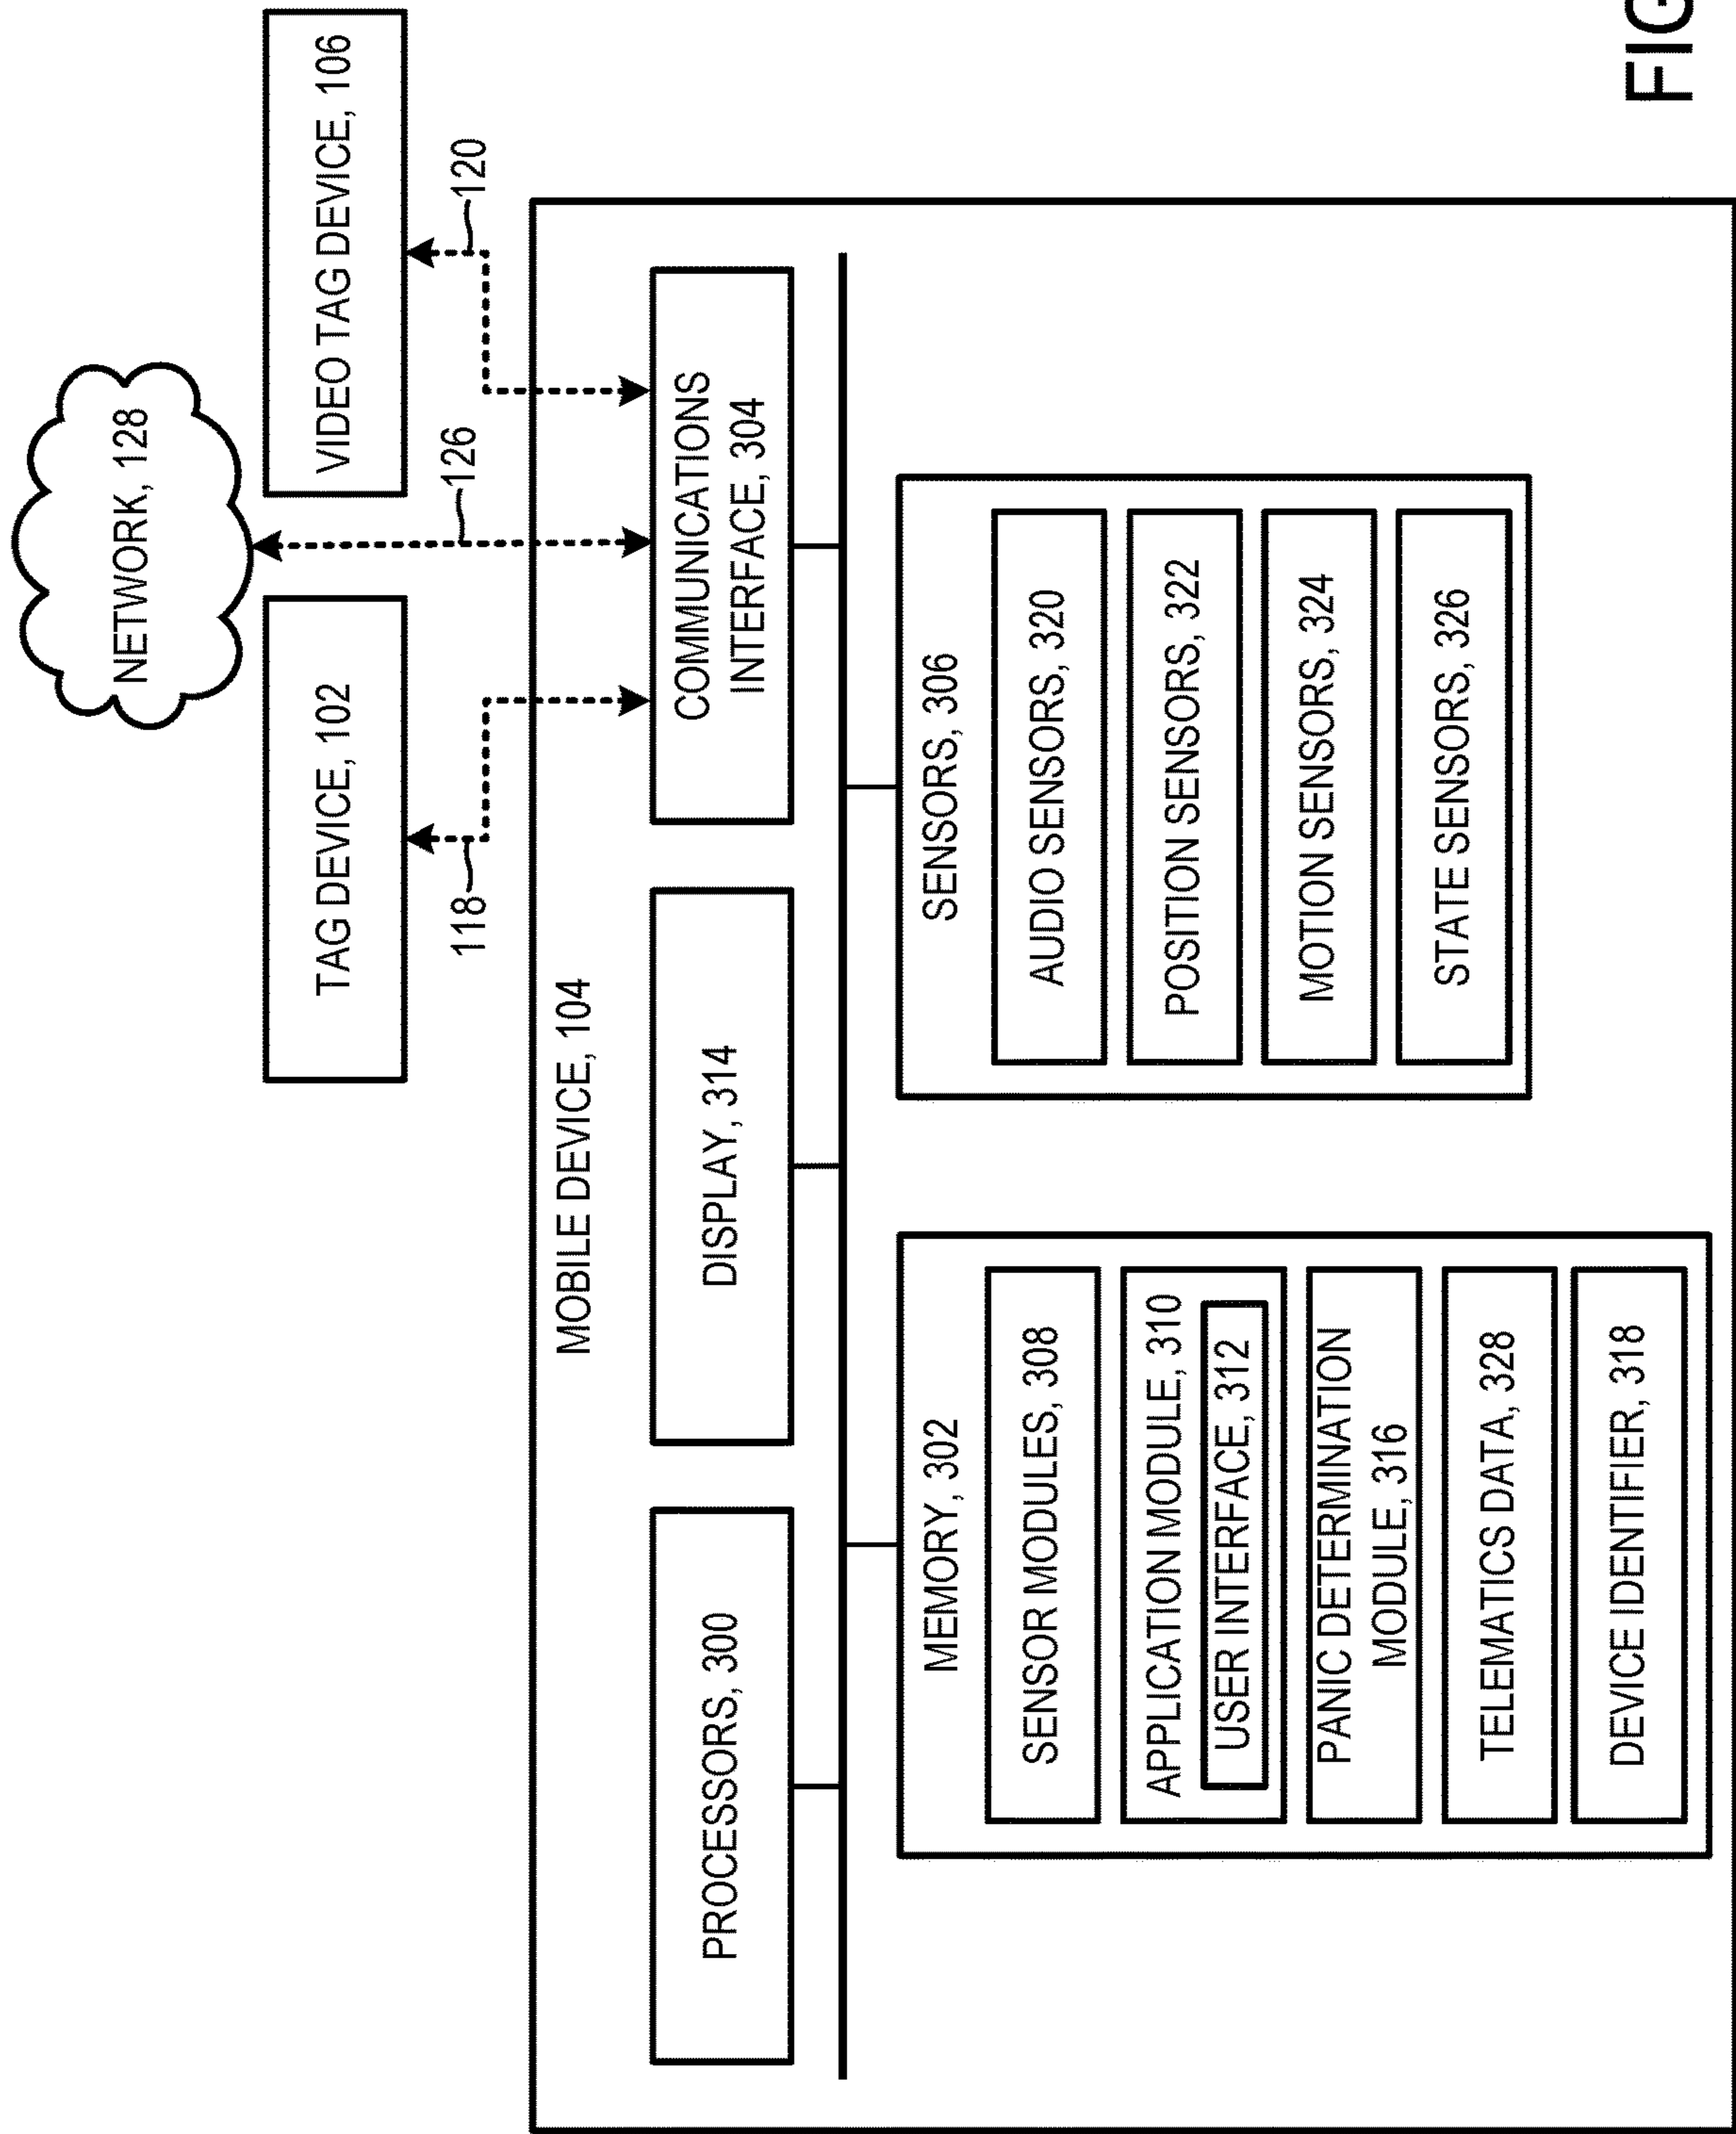 NETWORK, 128
TAG DEVICE, 102
VIDEO TAG DEVICE, 106
118
126
120
MOBILE DEVICE, 104
PROCESSORS, 300
DISPLAY, 314
COMMUNICATIONS
INTERFACE, 304
MEMORY, 302
SENSOR MODULES, 308
APPLICATION MODULE, 310
USER INTERFACE, 312
PANIC DETERMINATION
MODULE, 316
TELEMATICS DATA, 328
DEVICE IDENTIFIER, 318
SENSORS, 306
AUDIO SENSORS, 320
POSITION SENSORS, 322
MOTION SENSORS, 324
STATE SENSORS, 326
FIG